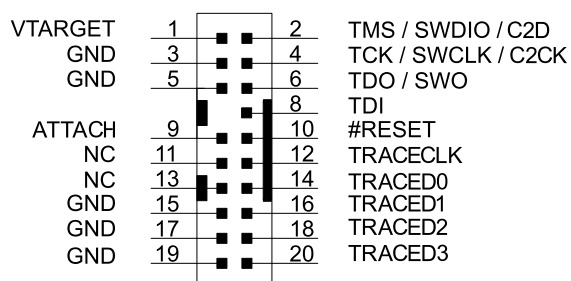 VTARGET 1 2 TMS / SWDIO / C2D
GND 3 4 TCK / SWCLK / C2CK
GND 5 6 TDO / SWO
8 TDI
ATTACH 9 10 #RESET
NC 11 12 TRACECLK
NC 13 14 TRACED0
GND 15 16 TRACED1
GND 17 18 TRACED2
GND 19 20 TRACED3